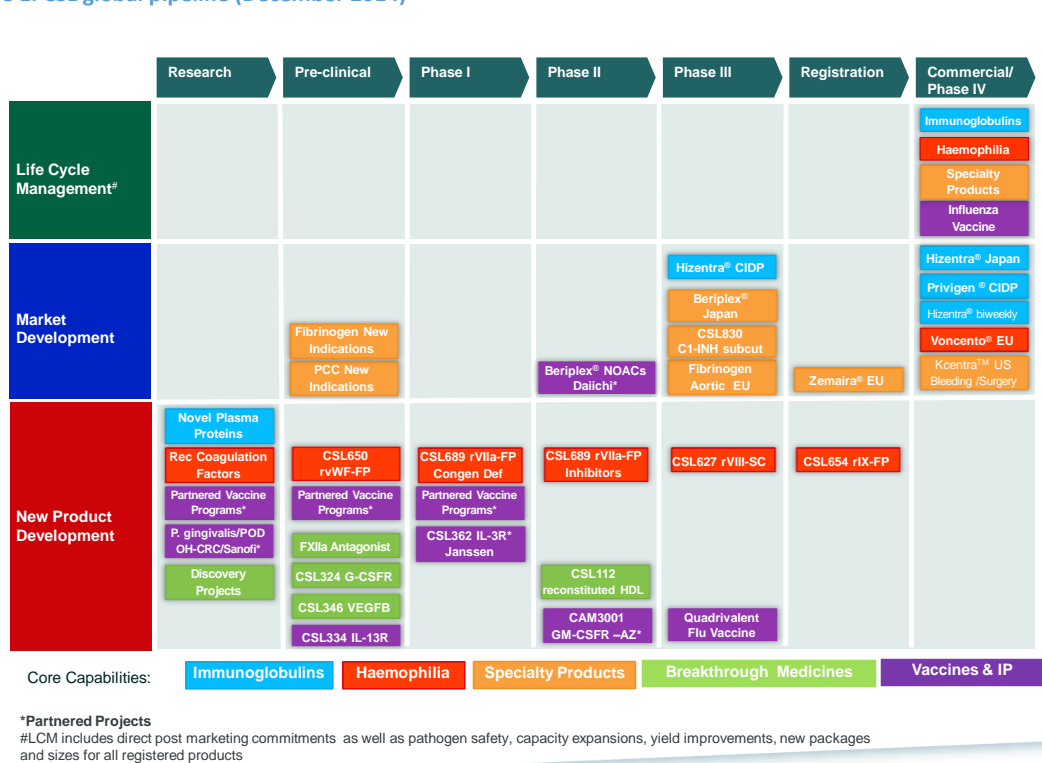 CSL global pipeline (December 2014)
Research
Pre-clinical
Phase I
Phase II
Phase III
Registration
Commercial/
Phase IV
Life Cycle
Management#
Immunoglobulins
Haemophilia
Specialty
Products
Influenza
Vaccine
Market
Development
Fibrinogen New
Indications
PCC New
Indications
Beriplex® NOACs
Daiichi*
Hizentra® CIDP
Beriplex®
Japan
CSL830
C1-INH subcut
Fibrinogen
Aortic EU
Zemaira® EU
Hizentra® Japan
Privigen ® CIDP
Hizentra® biweekly
Voncento® EU
Kcentra™ US
Bleeding /Surgery
New Product
Development
Novel Plasma
Proteins
Rec Coagulation
Factors
Partnered Vaccine
Programs*
P. gingivalis/POD
OH-CRC/Sanofi*
Discovery
Projects
CSL650
rvWF-FP
Partnered Vaccine
Programs*
FXIIa Antagonist
CSL324 G-CSFR
CSL346 VEGFB
CSL334 IL-13R
CSL689 rVIIa-FP
Congen Def
Partnered Vaccine
Programs*
CSL362 IL-3R*
Janssen
CSL689 rVIIa-FP
Inhibitors
CSL112
reconstituted HDL
CAM3001
GM-CSFR –AZ*
CSL627 rVIII-SC
Quadrivalent
Flu Vaccine
CSL654 rIX-FP
Core Capabilities:
Immunoglobulins
Haemophilia
Specialty Products
Breakthrough Medicines
Vaccines & IP
*Partnered Projects
#LCM includes direct post marketing commitments as well as pathogen safety, capacity expansions, yield improvements, new packages
and sizes for all registered products